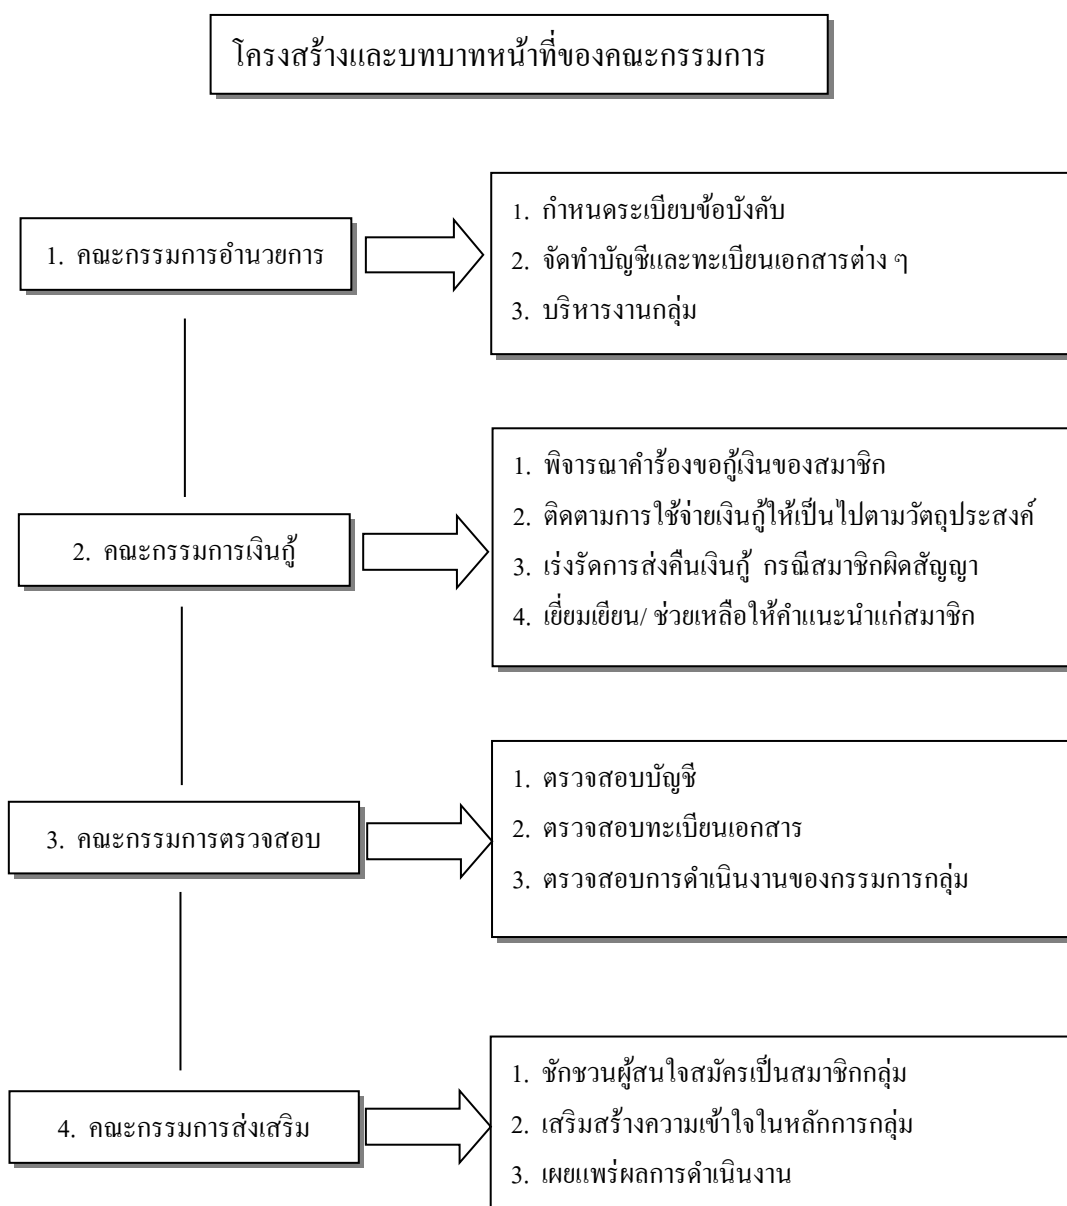 โครงสร้างและบทบาทหน้าที่ของคณะกรรมการ
1. คณะกรรมการอำนวยการ
1. กำหนดระเบียบข้อบังคับ
2. จัดทำบัญชีและทะเบียนเอกสารต่าง ๆ
3. บริหารงานกลุ่ม
2. คณะกรรมการเงินกู้
1. พิจารณาคำร้องขอกู้เงินของสมาชิก
2. ติดตามการใช้จ่ายเงินกู้ให้เป็นไปตามวัตถุประสงค์
3. เร่งรัดการส่งคืนเงินกู้ กรณีสมาชิกผิดสัญญา
4. เยี่ยมเยียน/ ช่วยเหลือให้คำแนะนำแก่สมาชิก
3. คณะกรรมการตรวจสอบ
1. ตรวจสอบบัญชี
2. ตรวจสอบทะเบียนเอกสาร
3. ตรวจสอบการดำเนินงานของกรรมการกลุ่ม
4. คณะกรรมการส่งเสริม
1. ชักชวนผู้สนใจสมัครเป็นสมาชิกกลุ่ม
2. เสริมสร้างความเข้าใจในหลักการกลุ่ม
3. เผยแพร่ผลการดำเนินงาน